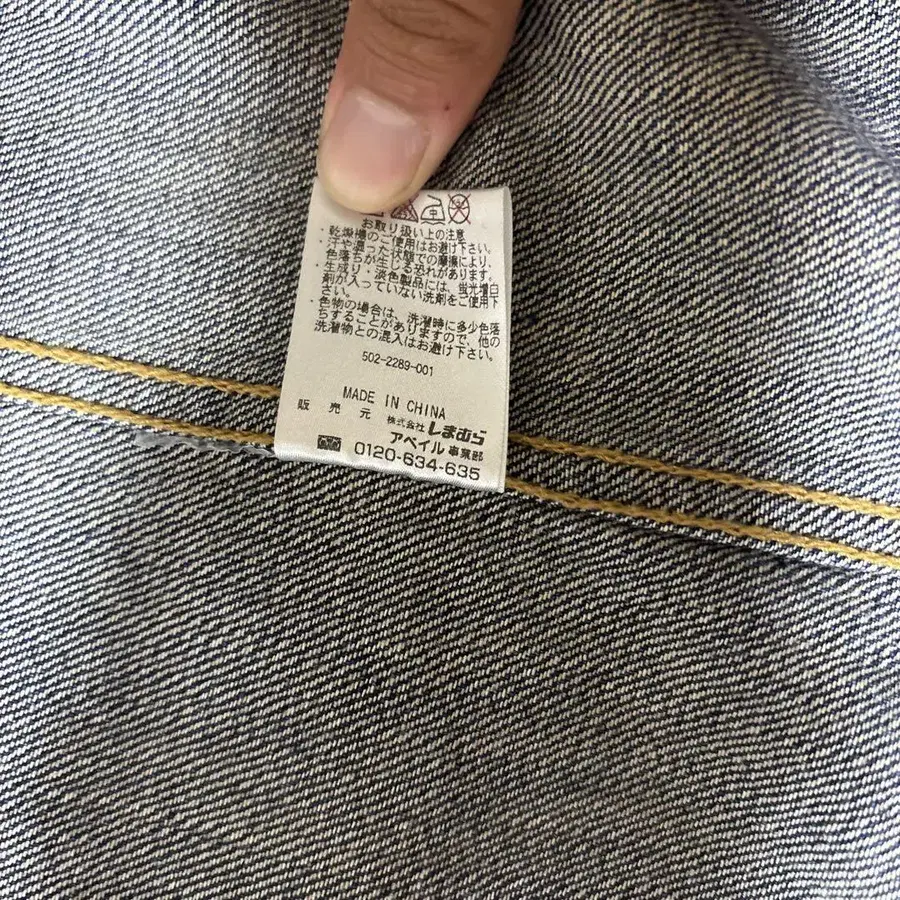 お取り扱い上の注意
・乾燥機のご使用はお避け下さい。
・汗や湿った状態での摩擦により、
色落ちが生じる恐れがあります。
・生成り・淡色製品には、蛍光増白
剤が入っていない洗剤をご使用下
さい。
・色物の場合は、洗濯時に多少色落
ちすることがありますので、他の
洗濯物との混入はお避け下さい。
502-2289-001
MADE IN CHINA
販売元 株式会社しまむら
アベイル事業部
0120-634-635